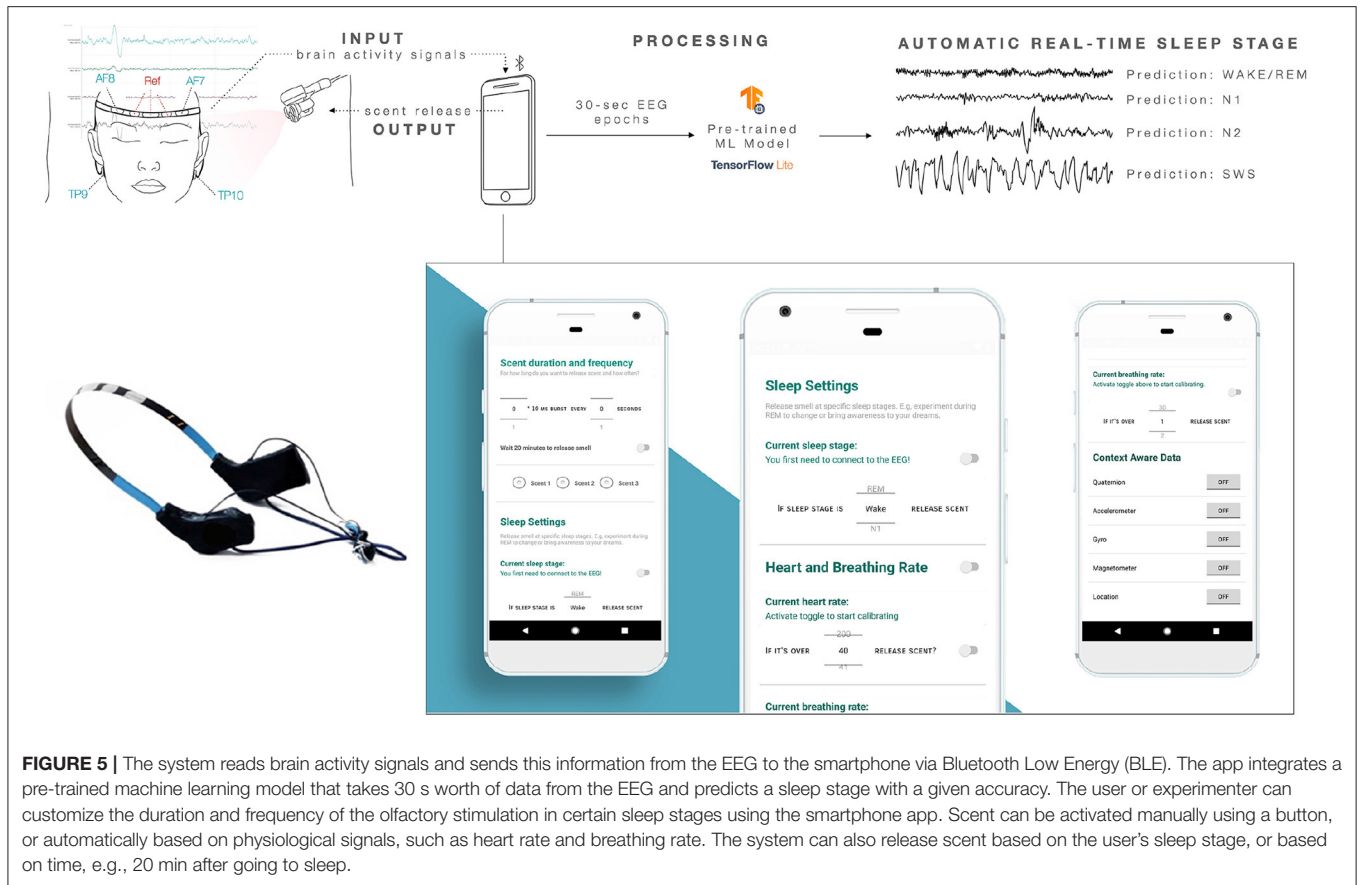 INPUT
brain activity signals
AF8
Ref
AF7
scent release
OUTPUT
TP9
TP10
PROCESSING
30-sec EEG
epochs
Pre-trained
ML Model
TensorFlow Lite
AUTOMATIC REAL-TIME SLEEP STAGE
Prediction: WAKE/REM
Prediction: N1
Prediction: N2
Prediction: SWS
Scent duration and frequency
For how long do you want to release scent and how often?
0 * 10 MS BURST EVERY 0 SECONDS
1 1
Wait 20 minutes to release smell
Scent 1 Scent 2 Scent 3
Sleep Settings
Release smell at specific sleep stages. E.g, experiment during
REM to change or bring awareness to your dreams.
Current sleep stage:
You first need to connect to the EEG!
REM
IF SLEEP STAGE IS Wake RELEASE SCENT
Sleep Settings
Release smell at specific sleep stages. E.g, experiment during
REM to change or bring awareness to your dreams.
Current sleep stage:
You first need to connect to the EEG!
REM
IF SLEEP STAGE IS Wake RELEASE SCENT
N1
Heart and Breathing Rate
Current heart rate:
Activate toggle to start calibrating
200
IF IT'S OVER 40 RELEASE SCENT?
41
Current breathing rate:
Current breathing rate:
Activate toggle above to start calibrating.
30
IF IT'S OVER 1 RELEASE SCENT
2
Context Aware Data
Quaternion OFF
Accelerometer OFF
Gyro OFF
Magnetometer OFF
Location OFF
FIGURE 5 | The system reads brain activity signals and sends this information from the EEG to the smartphone via Bluetooth Low Energy (BLE). The app integrates a
pre-trained machine learning model that takes 30 s worth of data from the EEG and predicts a sleep stage with a given accuracy. The user or experimenter can
customize the duration and frequency of the olfactory stimulation in certain sleep stages using the smartphone app. Scent can be activated manually using a button,
or automatically based on physiological signals, such as heart rate and breathing rate. The system can also release scent based on the user's sleep stage, or based
on time, e.g., 20 min after going to sleep.